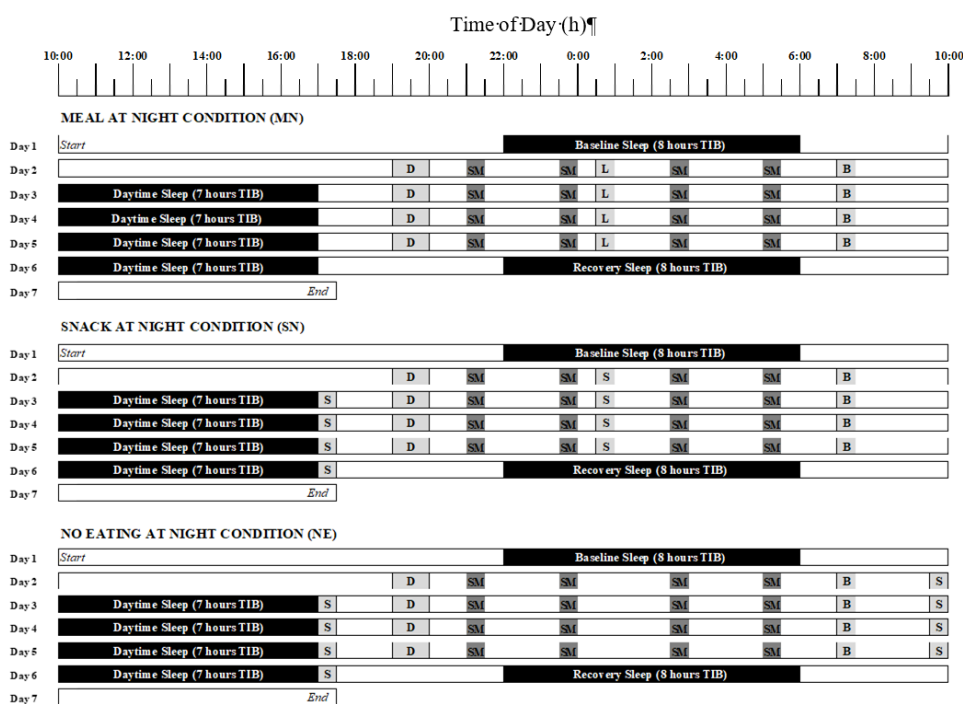 Time·of·Day·(h)¶
10:00 12:00 14:00 16:00 18:00 20:00 22:00 0:00 2:00 4:00 6:00 8:00 10:00
MEAL AT NIGHT CONDITION (MN)
Day 1 Start Baseline Sleep (8 hours TIB)
Day 2 D SM SM L SM SM B
Day 3 Daytime Sleep (7 hours TIB) D SM SM L SM SM B
Day 4 Daytime Sleep (7 hours TIB) D SM SM L SM SM B
Day 5 Daytime Sleep (7 hours TIB) D SM SM L SM SM B
Day 6 Daytime Sleep (7 hours TIB) Recovery Sleep (8 hours TIB)
Day 7 End
SNACK AT NIGHT CONDITION (SN)
Day 1 Start Baseline Sleep (8 hours TIB)
Day 2 D SM SM S SM SM B
Day 3 Daytime Sleep (7 hours TIB) S D SM SM S SM SM B
Day 4 Daytime Sleep (7 hours TIB) S D SM SM S SM SM B
Day 5 Daytime Sleep (7 hours TIB) S D SM SM S SM SM B
Day 6 Daytime Sleep (7 hours TIB) S Recovery Sleep (8 hours TIB)
Day 7 End
NO EATING AT NIGHT CONDITION (NE)
Day 1 Start Baseline Sleep (8 hours TIB)
Day 2 D SM SM SM SM B S
Day 3 Daytime Sleep (7 hours TIB) S D SM SM SM SM B S
Day 4 Daytime Sleep (7 hours TIB) S D SM SM SM SM B S
Day 5 Daytime Sleep (7 hours TIB) S D SM SM SM SM B S
Day 6 Daytime Sleep (7 hours TIB) S Recovery Sleep (8 hours TIB)
Day 7 End